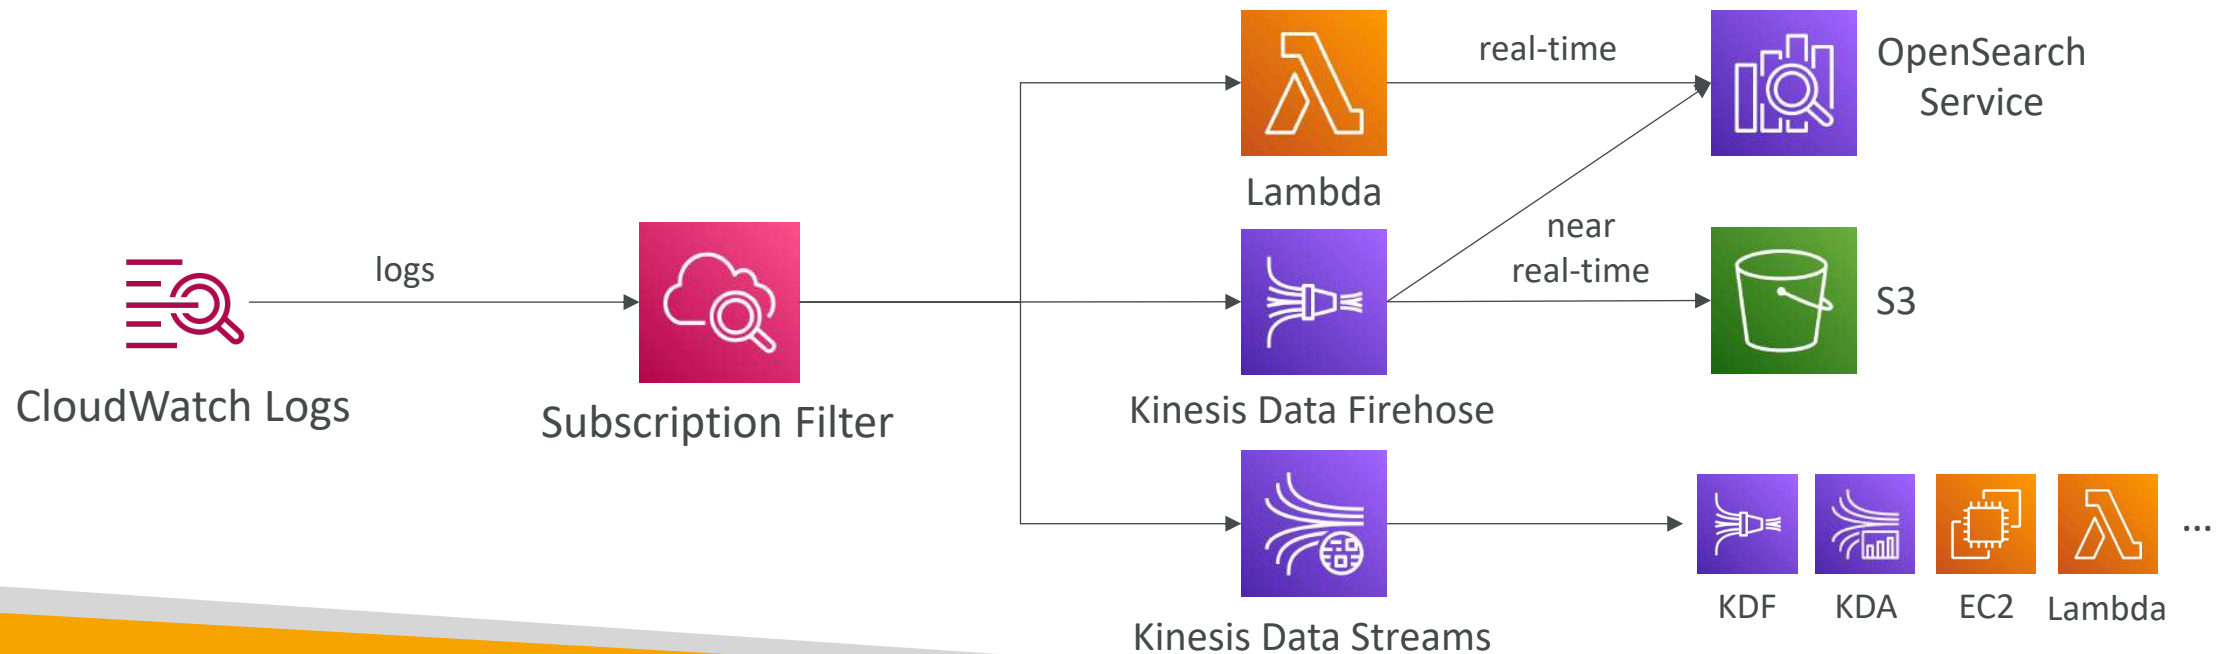 real-time
OpenSearch
Service
Lambda
near
real-time
logs
S3
CloudWatch Logs
Subscription Filter
Kinesis Data Firehose
...
KDF
KDA
EC2
Lambda
Kinesis Data Streams